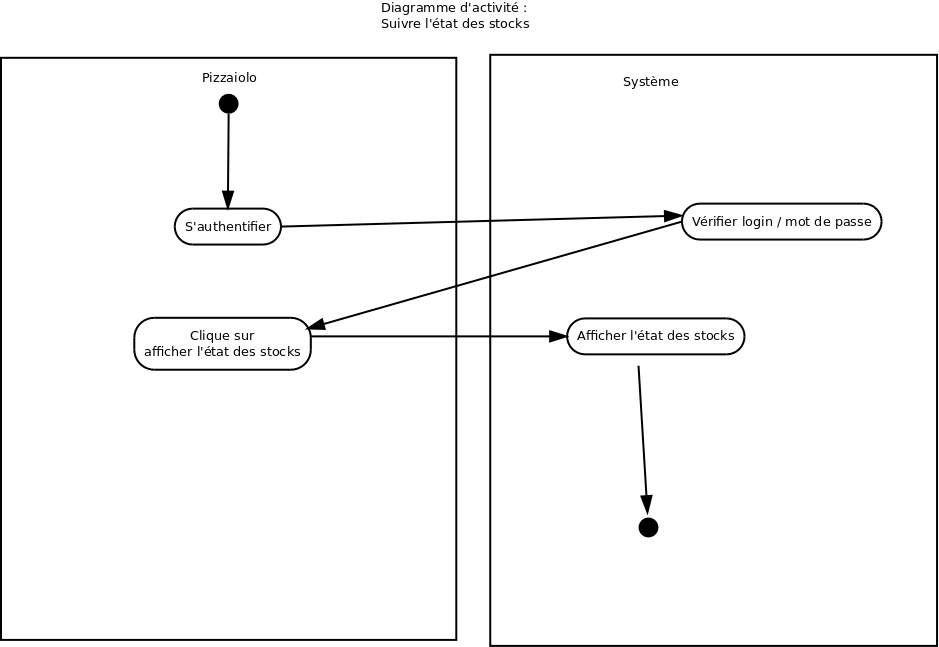 Diagramme d'activité :
Suivre l'état des stocks
Pizzaiolo
Système
S'authentifier
Vérifier login / mot de passe
Clique sur
afficher l'état des stocks
Afficher l'état des stocks